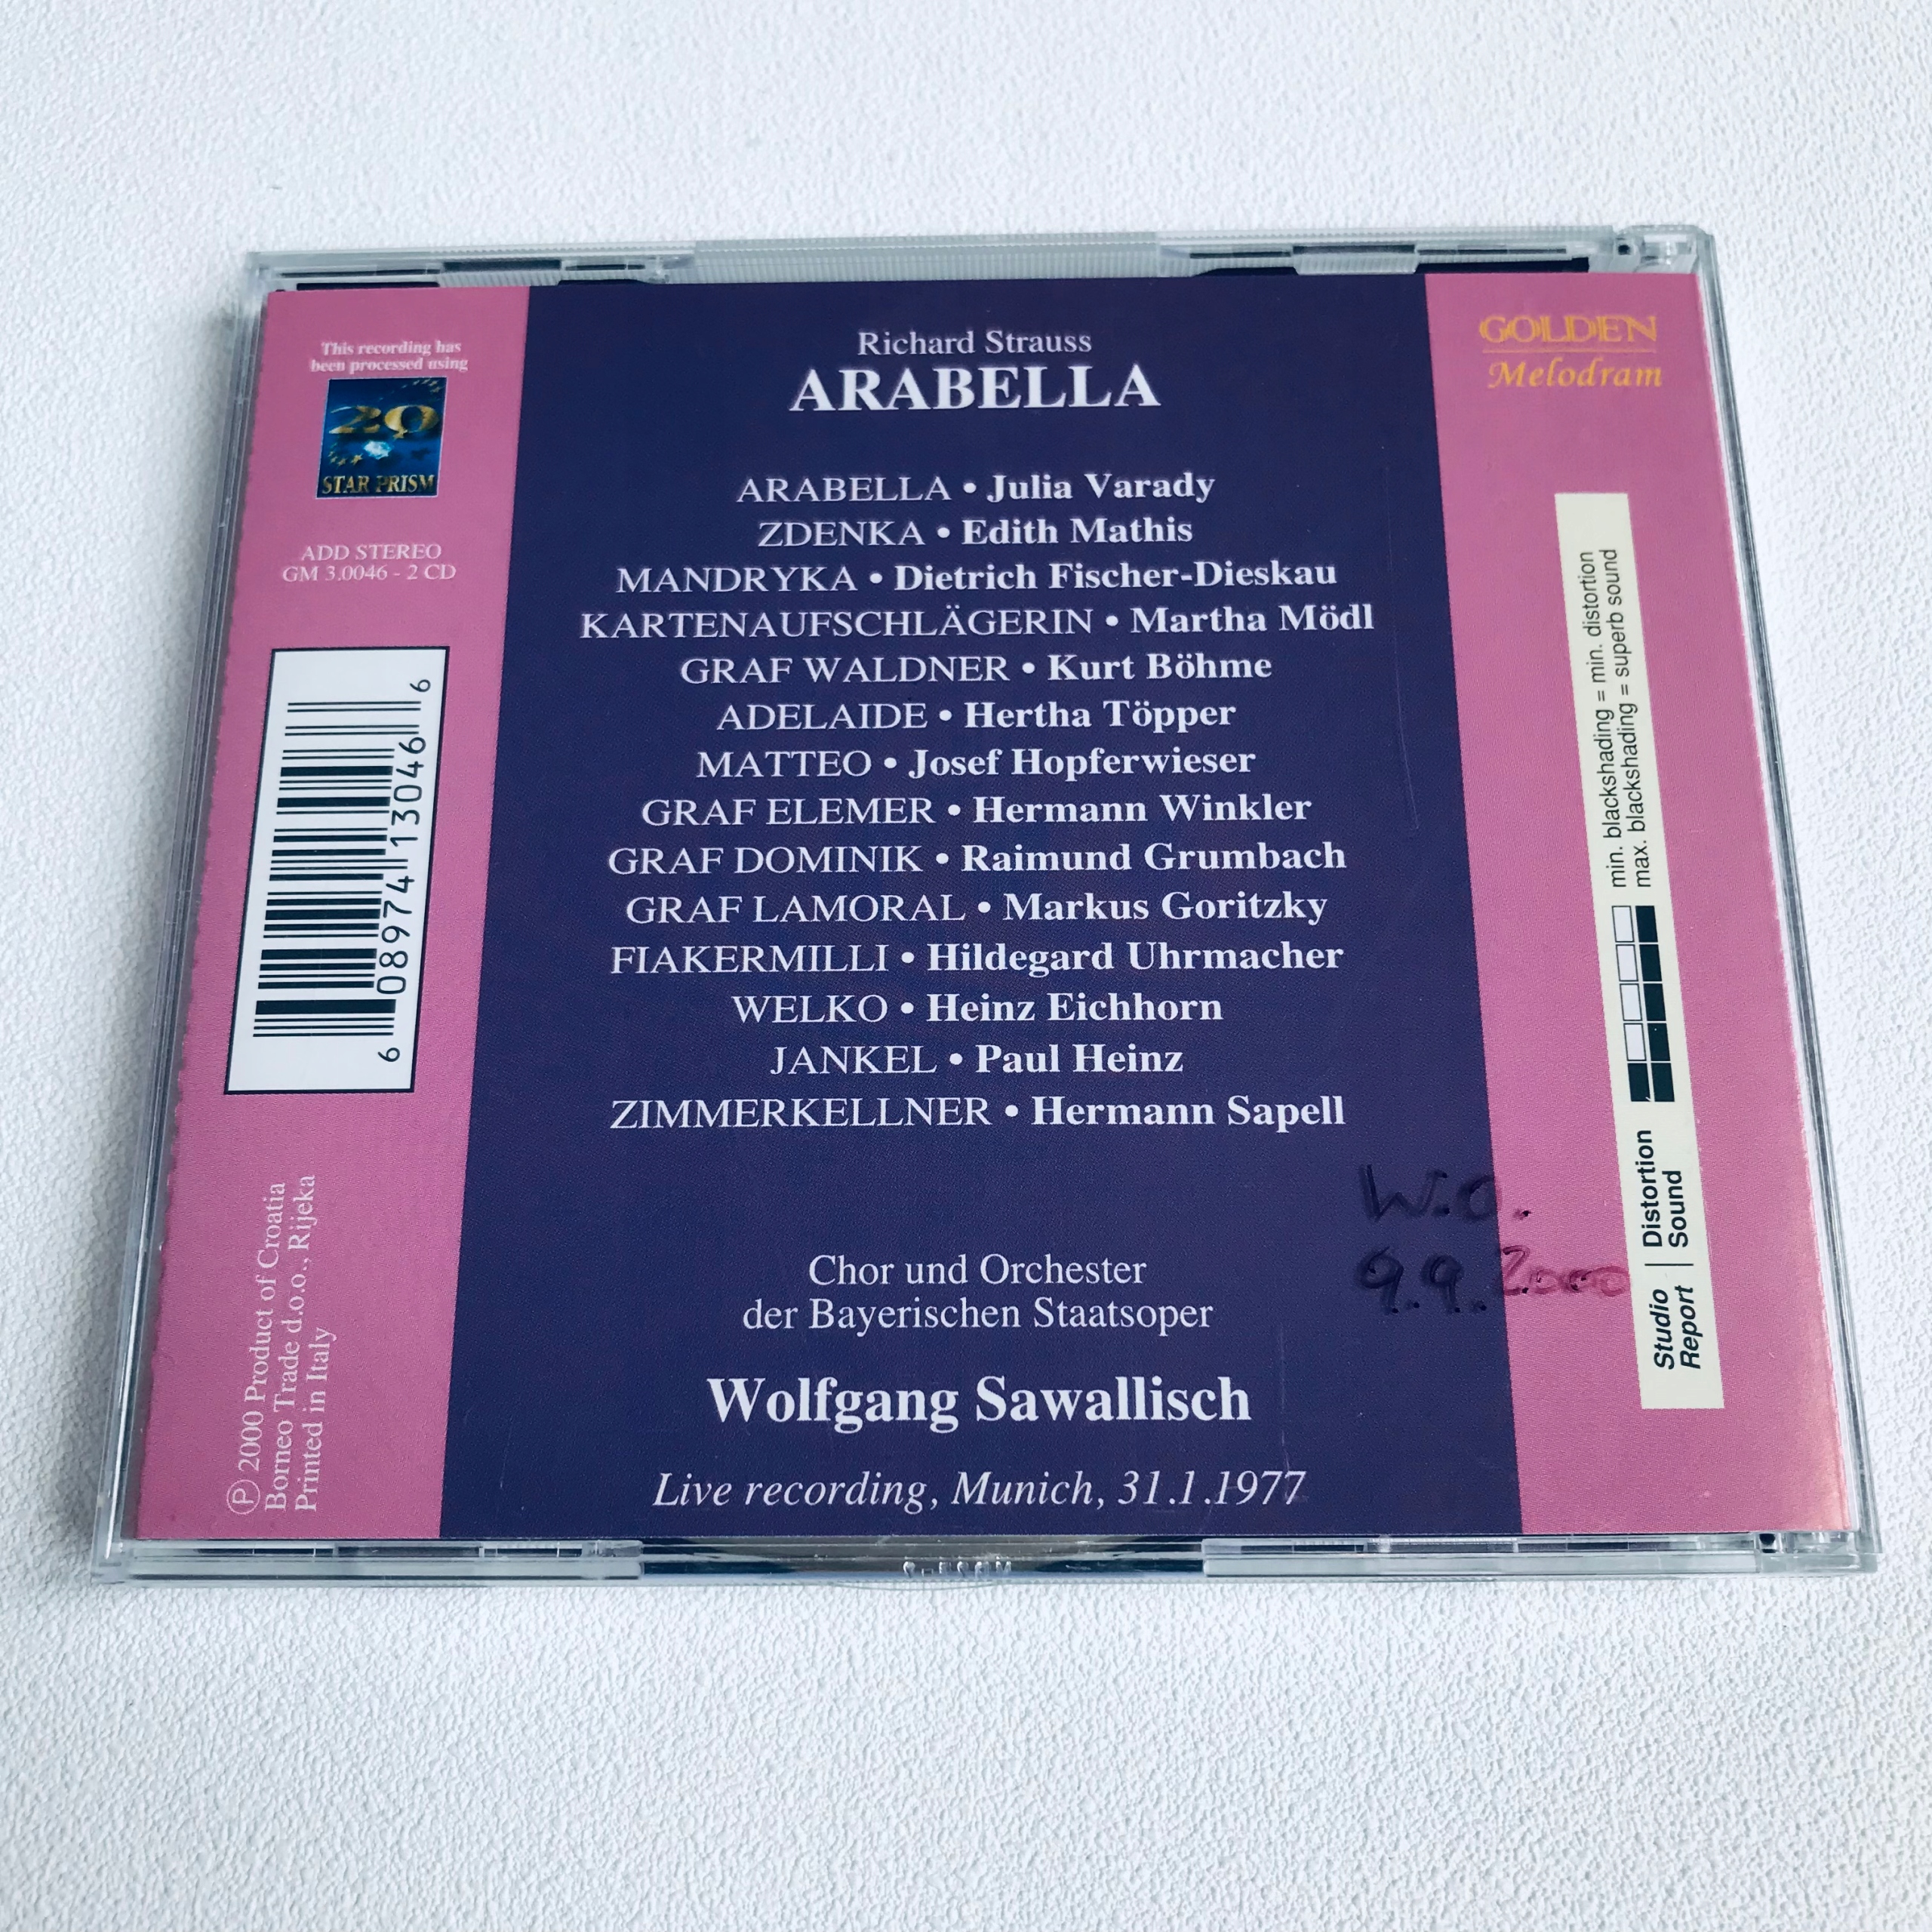 This recording has
been processed using
20
STAR PRISM
ADD STEREO
GM 3.0046 - 2 CD
6 08974 13046 6
Ⓟ 2000 Product of Croatia
Borneo Trade d.o.o., Rijeka
Printed in Italy
Richard Strauss
ARABELLA
ARABELLA • Julia Varady
ZDENKA • Edith Mathis
MANDRYKA • Dietrich Fischer-Dieskau
KARTENAUFSCHLÄGERIN • Martha Mödl
GRAF WALDNER • Kurt Böhme
ADELAIDE • Hertha Töpper
MATTEO • Josef Hopferwieser
GRAF ELEMER • Hermann Winkler
GRAF DOMINIK • Raimund Grumbach
GRAF LAMORAL • Markus Goritzky
FIAKERMILLI • Hildegard Uhrmacher
WELKO • Heinz Eichhorn
JANKEL • Paul Heinz
ZIMMERKELLNER • Hermann Sapell
Chor und Orchester
der Bayerischen Staatsoper
Wolfgang Sawallisch
Live recording, Munich, 31.1.1977
W.O.
9.9.2000
GOLDEN
Melodram
Studio
Report
Distortion
Sound
min. blackshading = min. distortion
max. blackshading = superb sound